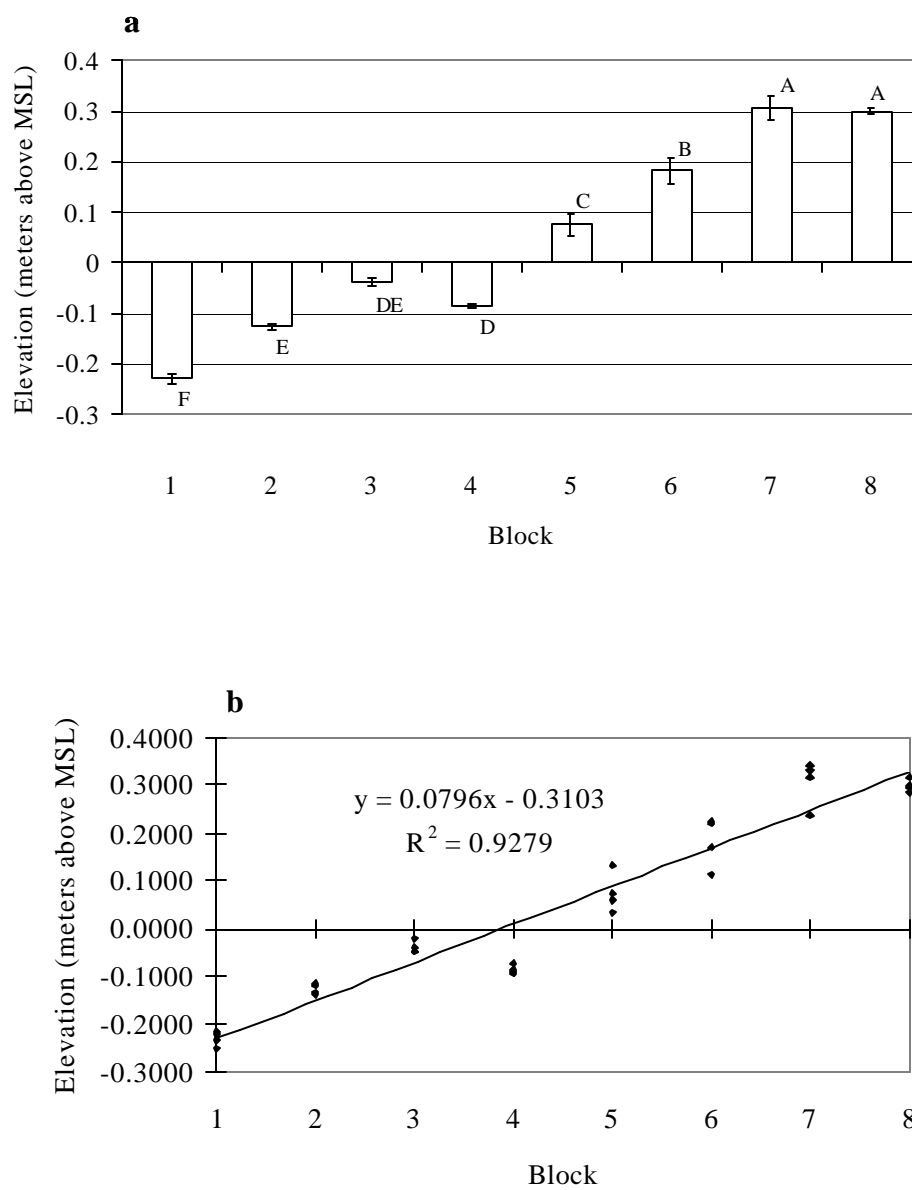 a
Elevation (meters above MSL)
0.4
0.3
0.2
0.1
0
-0.1
-0.2
-0.3
A
A
B
C
DE
D
E
F
1 2 3 4 5 6 7 8
Block
b
Elevation (meters above MSL)
0.4000
0.3000
0.2000
0.1000
0.0000
-0.1000
-0.2000
-0.3000
y = 0.0796x - 0.3103
R² = 0.9279
1 2 3 4 5 6 7 8
Block